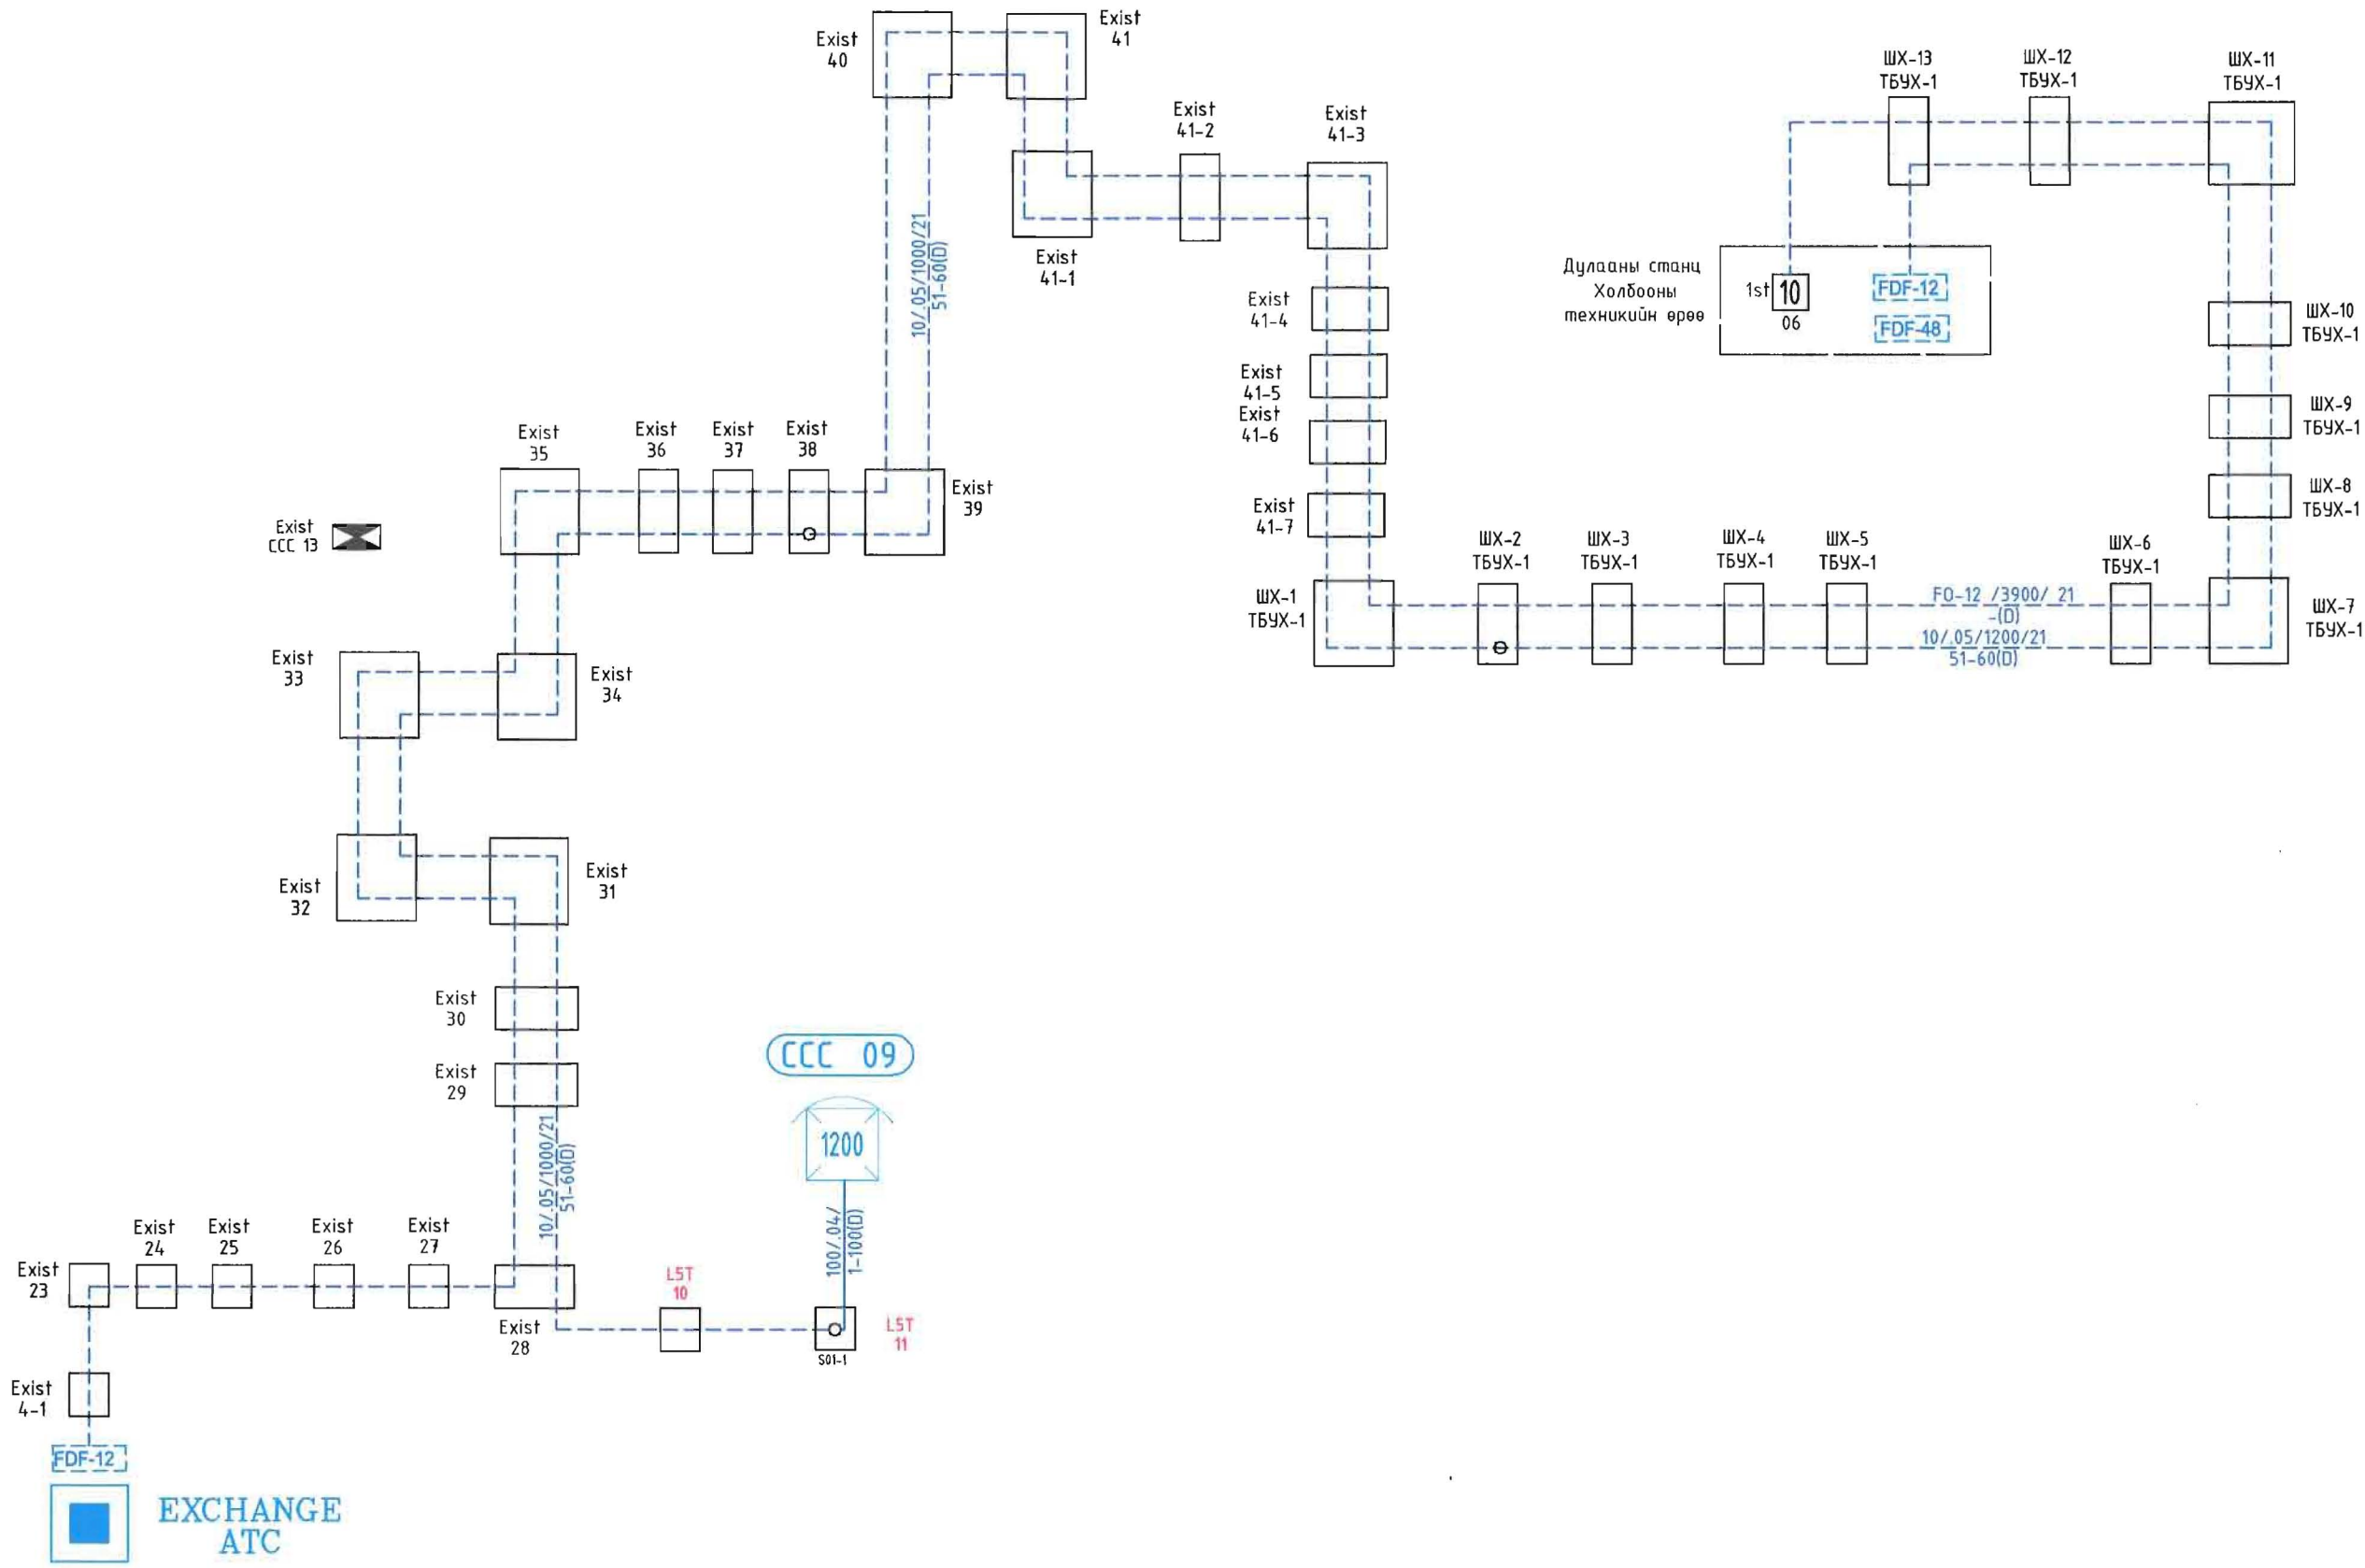 Exist
40
Exist
41
Exist
41-1
Exist
41-2
Exist
41-3
Exist
41-4
Exist
41-5
Exist
41-6
Exist
41-7
10/.05/1000/21
51-60(D)
ШХ-13
ТБУХ-1
ШХ-12
ТБУХ-1
ШХ-11
ТБУХ-1
Дулааны станц
Холбооны
техникийн өрөө
1st
10
06
FDF-12
FDF-48
ШХ-10
ТБУХ-1
ШХ-9
ТБУХ-1
ШХ-8
ТБУХ-1
ШХ-1
ТБУХ-1
ШХ-2
ТБУХ-1
ШХ-3
ТБУХ-1
ШХ-4
ТБУХ-1
ШХ-5
ТБУХ-1
FO-12 /3900/ 21
-(D)
10/.05/1200/21
51-60(D)
ШХ-6
ТБУХ-1
ШХ-7
ТБУХ-1
Exist
35
Exist
36
Exist
37
Exist
38
Exist
39
Exist
CCC 13
Exist
33
Exist
34
Exist
32
Exist
31
Exist
30
Exist
29
10/.05/1000/21
51-60(D)
CCC 09
1200
100/.04/
1-100(D)
Exist
23
Exist
24
Exist
25
Exist
26
Exist
27
Exist
28
L5T
10
L5T
11
S01-1
Exist
4-1
FDF-12
EXCHANGE
ATC